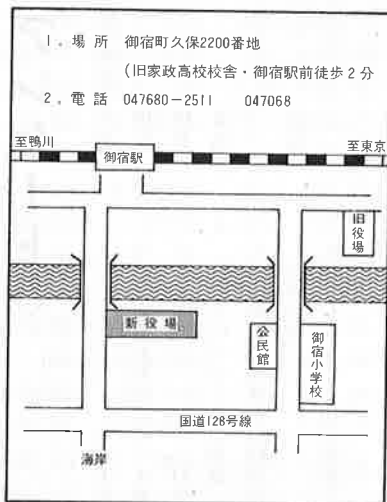 1. 場所 御宿町久保2200番地
(旧家政高校校舎・御宿駅前徒歩2分
2. 電話 047680-2511 047068
至鴨川
至東京
御宿駅
旧役場
新役場
公民館
御宿小学校
国道128号線
海岸